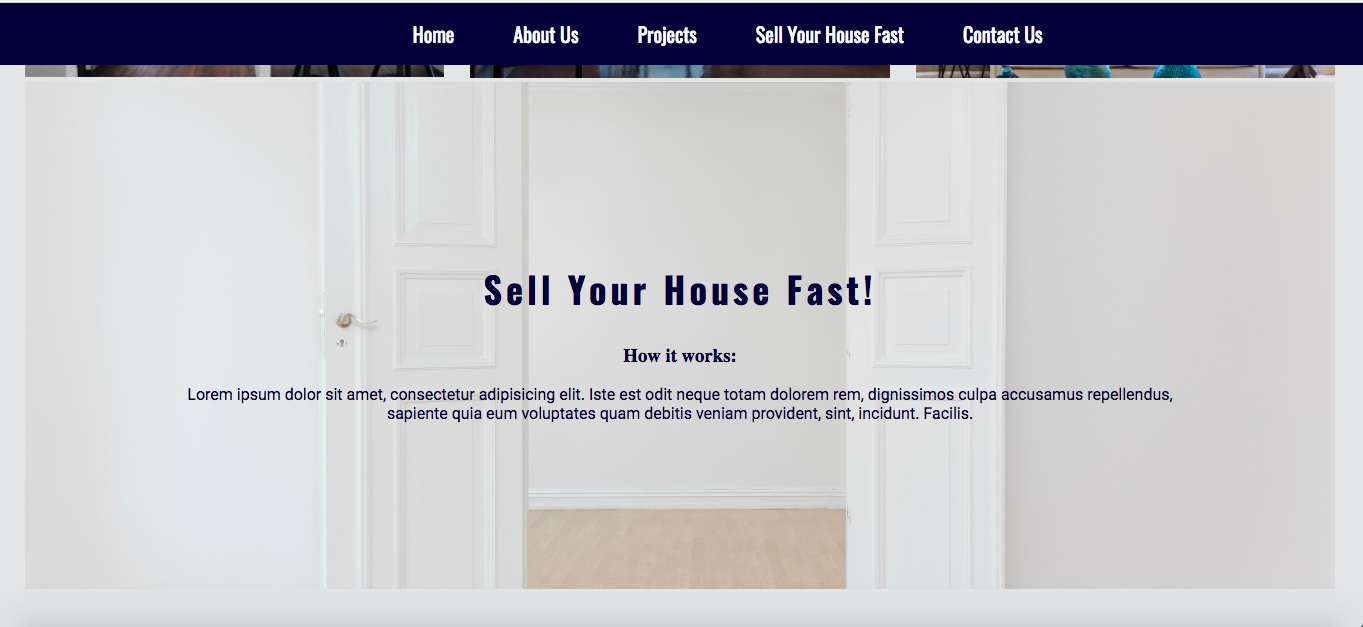 Home About Us Projects Sell Your House Fast Contact Us
Sell Your House Fast!
How it works:
Lorem ipsum dolor sit amet, consectetur adipisicing elit. Iste est odit neque totam dolorem rem, dignissimos culpa accusamus repellendus,
sapiente quia eum voluptates quam debitis veniam provident, sint, incidunt. Facilis.